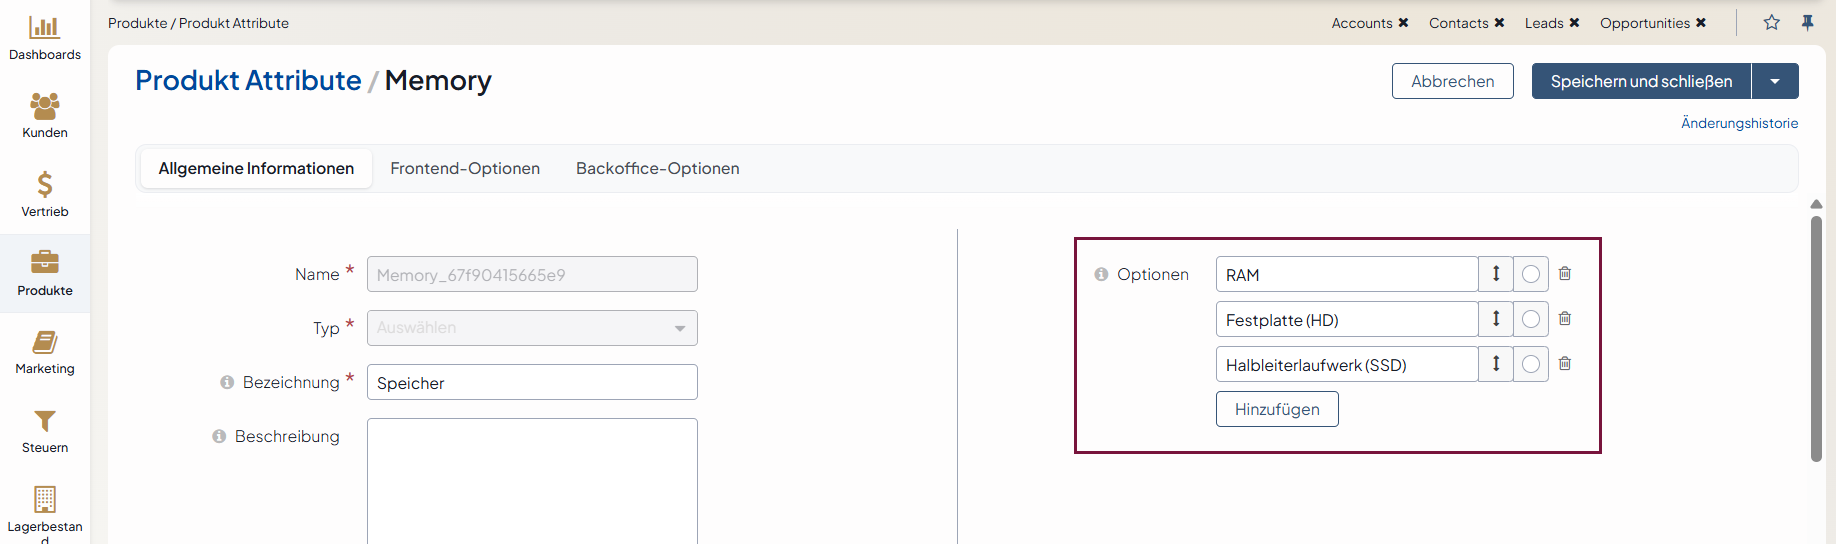 Dashboards
Kunden
Vertrieb
Produkte
Marketing
Steuern
Lagerbestan
d
Produkte / Produkt Attribute
Accounts ✖ Contacts ✖ Leads ✖ Opportunities ✖
Produkt Attribute / Memory
Abbrechen
Speichern und schließen
Änderungshistorie
Allgemeine Informationen Frontend-Optionen Backoffice-Optionen
Name * Memory_67f90415665e9
Typ * Auswählen
Bezeichnung * Speicher
Beschreibung
Optionen RAM
Festplatte (HD)
Halbleiterlaufwerk (SSD)
Hinzufügen